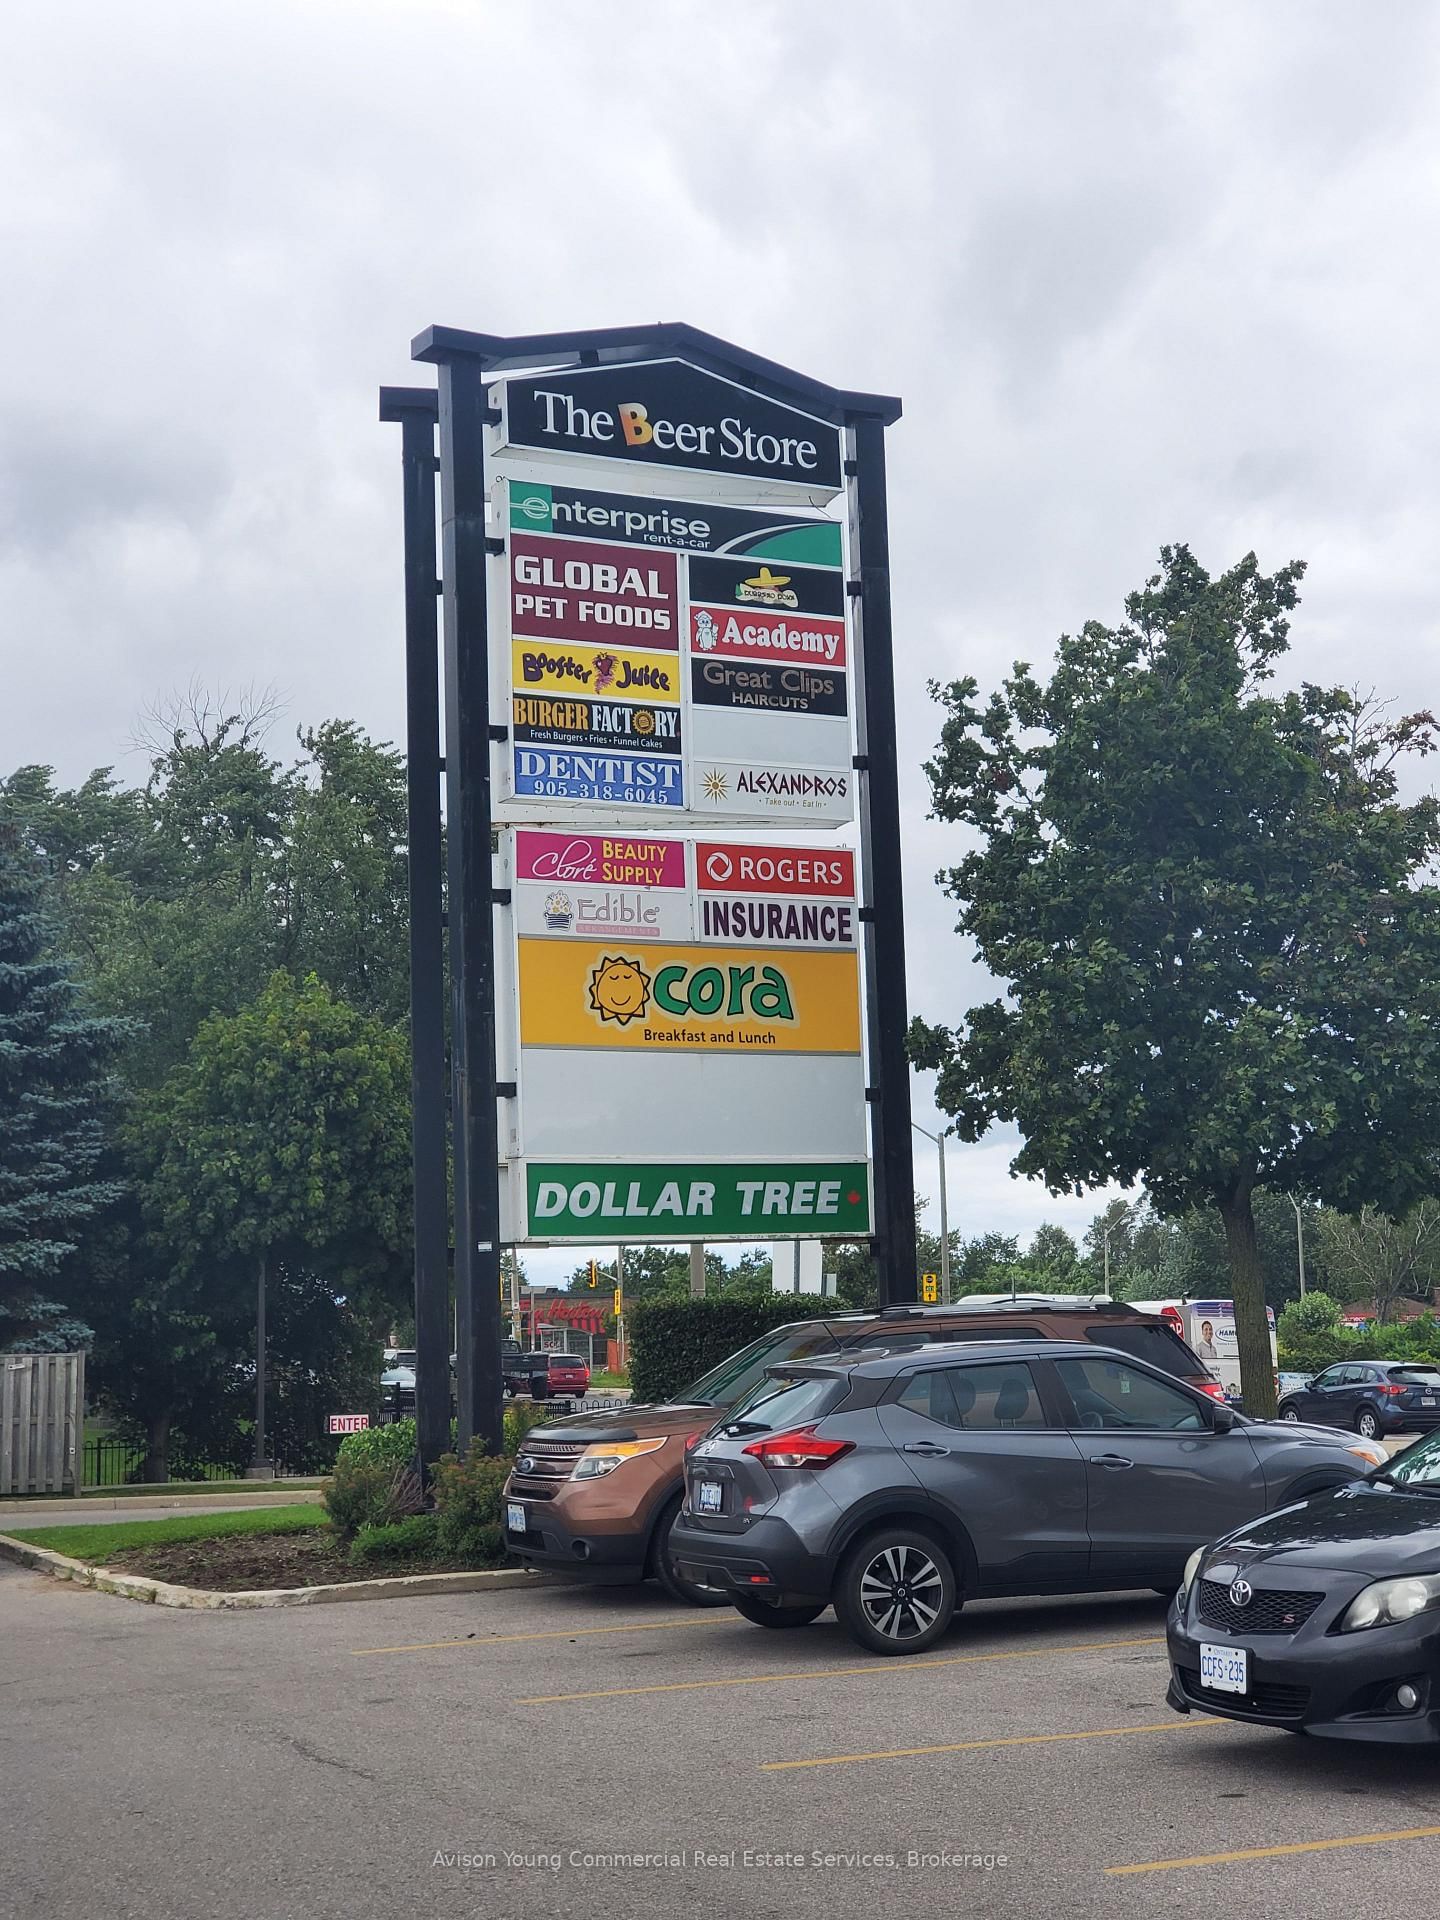 The Beer Store
enterprise
rent-a-car
GLOBAL
PET FOODS
Academy
Booster Juice
Great Clips
HAIRCUTS
BURGER FACTORY
Fresh Burgers • Fries • Funnel Cakes
DENTIST
905-318-6045
ALEXANDROS
• Take out • Eat In •
Cloré BEAUTY
SUPPLY
ROGERS
Edible
ARRANGEMENTS
INSURANCE
cora
Breakfast and Lunch
DOLLAR TREE
ENTER
CCFS-235
Avison Young Commercial Real Estate Services, Brokerage